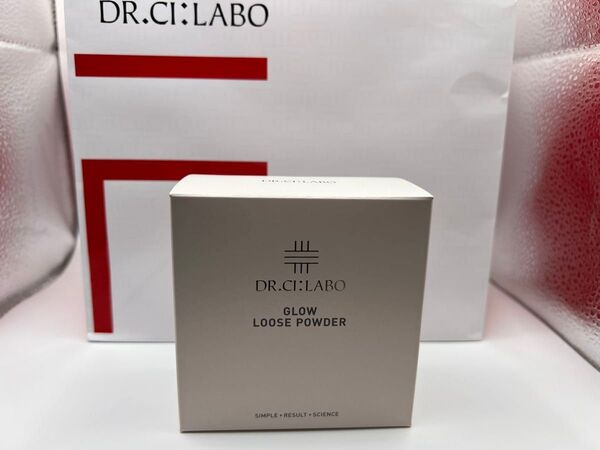 DR.CI:LABO
DR.CI:LABO
DR.CI:LABO
GLOW
LOOSE POWDER
SIMPLE + RESULT + SCIENCE